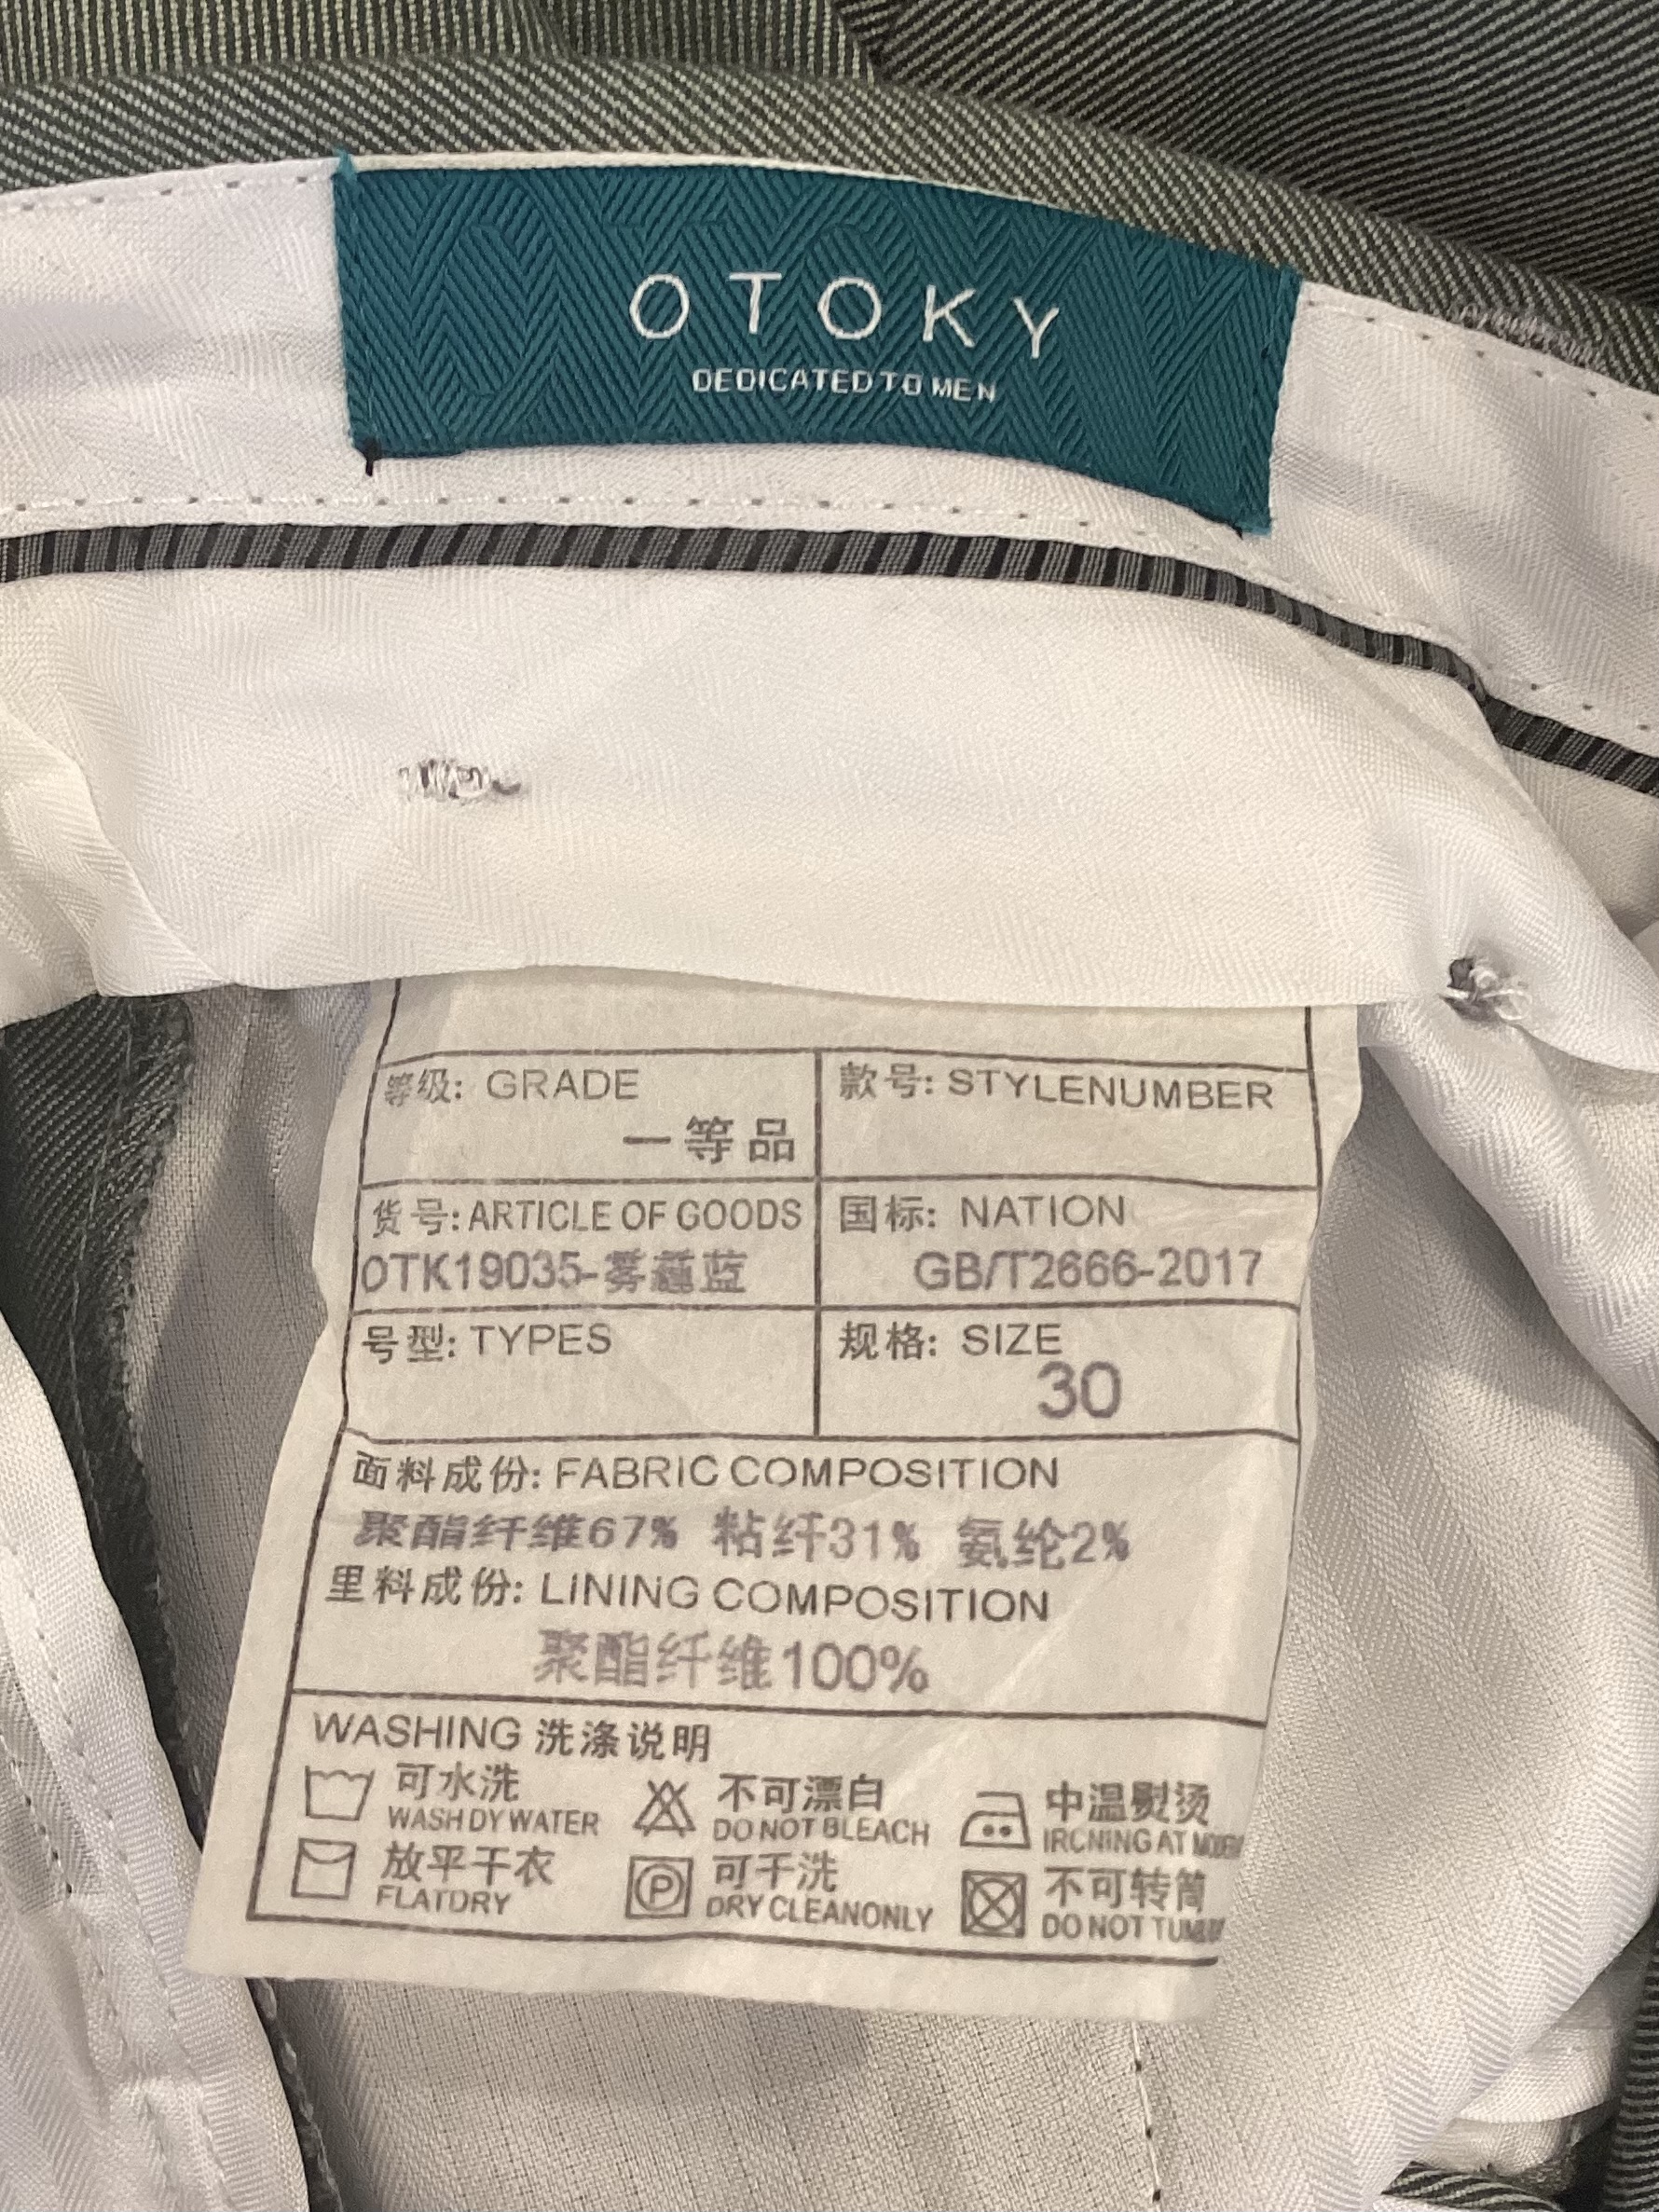 OTOKY
DEDICATED TO MEN
等级: GRADE
一等品
款号: STYLENUMBER
货号: ARTICLE OF GOODS
OTK19035-雾霾蓝
国标: NATION
GB/T2666-2017
号型: TYPES
规格: SIZE
30
面料成份: FABRIC COMPOSITION
聚酯纤维67% 粘纤31% 氨纶2%
里料成份: LINING COMPOSITION
聚酯纤维100%
WASHING 洗涤说明
可水洗
WASH DY WATER
不可漂白
DO NOT BLEACH
中温熨烫
IRCNING AT
放平干衣
FLATDRY
P
可干洗
DRY CLEANONLY
不可转筒
DO NOT